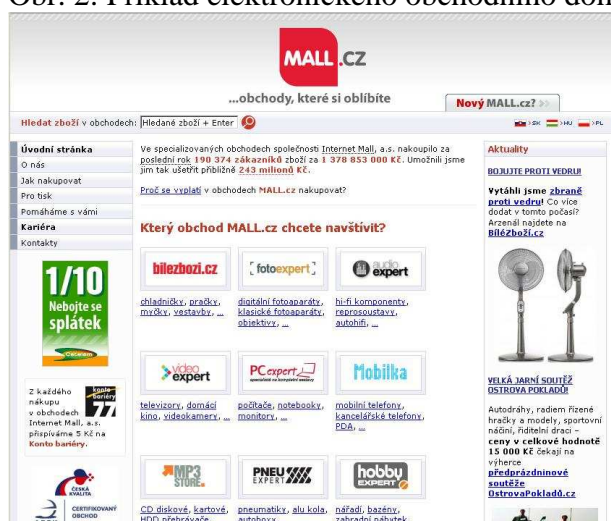 Obr. 2: Příklad elektronického obchodního dom
MALL.CZ
...obchody, které si oblíbíte
Nový MALL.cz? >>
Hledat zboží v obchodech: Hledané zboží + Enter
>SK >HU >PL
Úvodní stránka
O nás
Jak nakupovat
Pro tisk
Pomáháme s vámi
Kariéra
Kontakty
1/10
Nebojte se
splátek
Z každého
nákupu
v obchodech
Internet Mall, a.s.
přispíváme 5 Kč na
Konto bariéry.
konto
bariéry
77
ČESKÁ
KVALITA
CERTIFIKOVANÝ
OBCHOD
Ve specializovaných obchodech společnosti Internet Mall, a.s. nakoupilo za
poslední rok 190 374 zákazníků zboží za 1 378 853 000 Kč. Umožnili jsme
jim tak ušetřit přibližně 243 milionů Kč.
Proč se vyplatí v obchodech MALL.cz nakupovat?
Který obchod MALL.cz chcete navštívit?
bilezbozi.cz
chladničky, pračky,
myčky, vestavby, ...
[fotoexpert]
digitální fotoaparáty,
klasické fotoaparáty,
objektivy, ...
audio
expert
hi-fi komponenty,
reprosoustavy,
autohifi, ...
video
expert
televizory, domácí
kino, videokamery, ...
PC expert
počítače, notebooky,
monitory, ...
Mobilka
mobilní telefony,
kancelářské telefony,
PDA, ...
MP3
STORE.
CD diskové, kartové,
HDD přehrávače
PNEU
EXPERT
pneumatiky, alu kola,
autoboxy
hobby
EXPERT
nářadí, bazény,
zahradní nábytek
Aktuality
BOJUJTE PROTI VEDRU!
Vytáhli jsme zbraně
proti vedru! Co více
dodat v tomto počasí?
Arzenál najdete na
BíléZboží.cz
VELKÁ JARNÍ SOUTĚŽ
OSTROVA POKLADŮ!
Autodráhy, radiem řízené
hračky a modely, sportovní
náčiní, řiditelní draci –
ceny v celkové hodnotě
15 000 Kč čekají na
výherce
předprázdninové
soutěže
OstrovaPokladů.cz